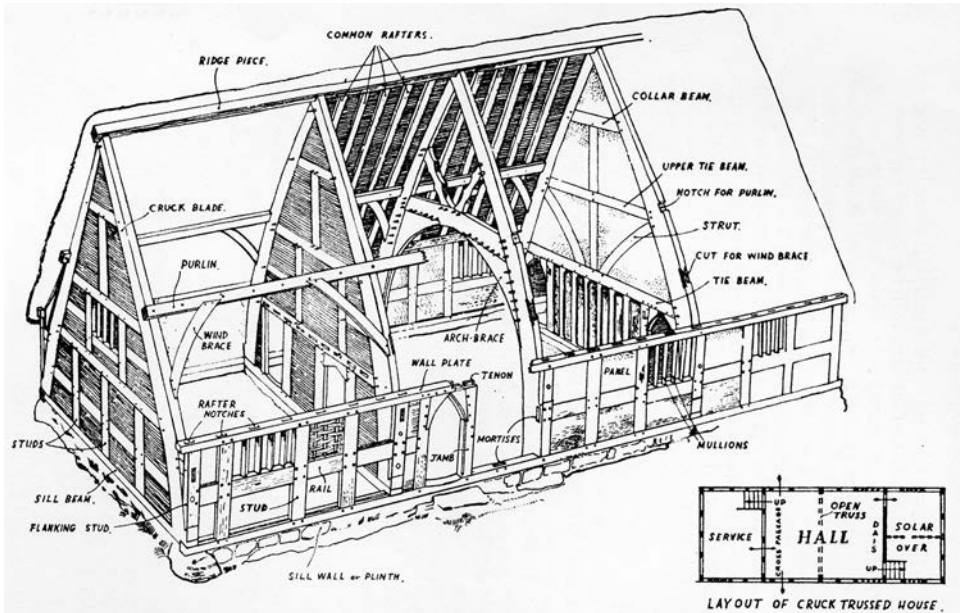 COMMON RAFTERS.
RIDGE PIECE.
COLLAR BEAM.
UPPER TIE BEAM.
NOTCH FOR PURLIN.
CRUCK BLADE.
STRUT.
CUT FOR WIND BRACE
PURLIN.
TIE BEAM.
WIND
BRACE
ARCH-BRACE
WALL PLATE
TENON
PANEL
RAFTER
NOTCHES
STUDS
MORTISES
MULLIONS
JAMB
RAIL
STUD
SILL BEAM.
FLANKING STUD.
SILL WALL or PLINTH.
UP
OPEN
TRUSS
SERVICE
CROSS PASSAGE
HALL
DAIS
SOLAR
OVER
UP
LAYOUT OF CRUCK TRUSSED HOUSE.